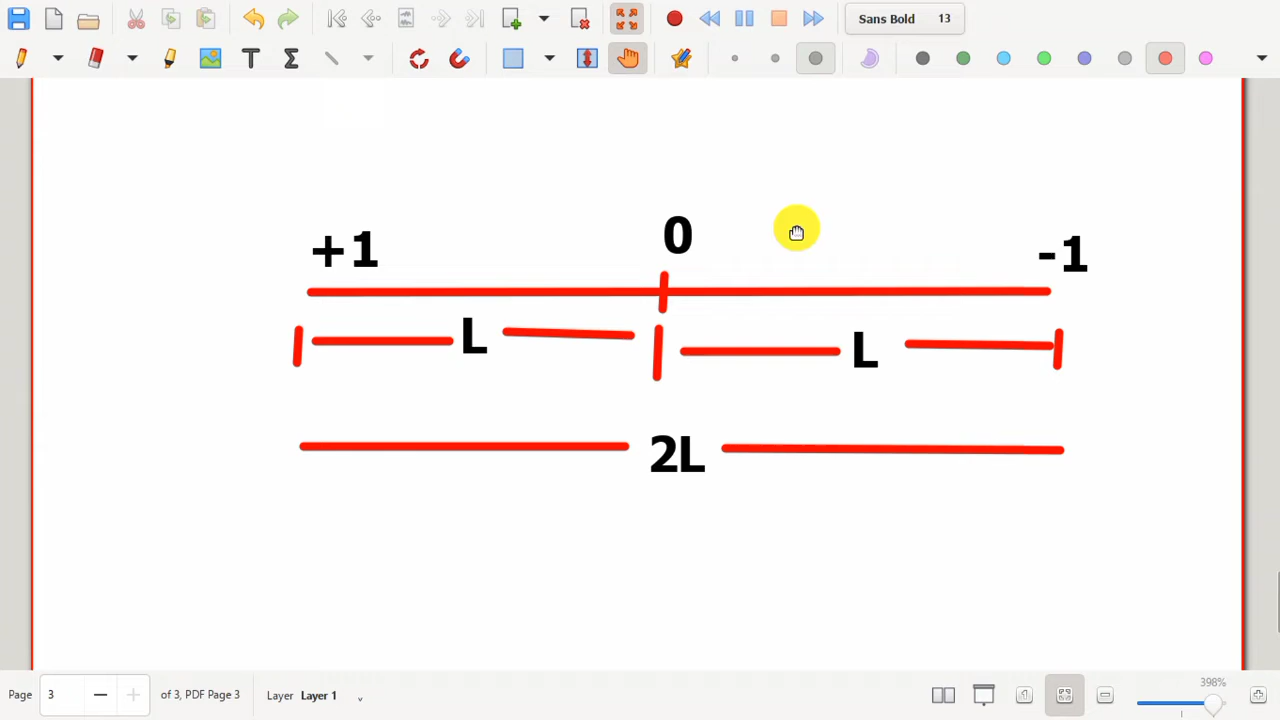 Sans Bold 13
0
+1
-1
L
L
2L
Page 3 of 3, PDF Page 3 Layer Layer 1
398%